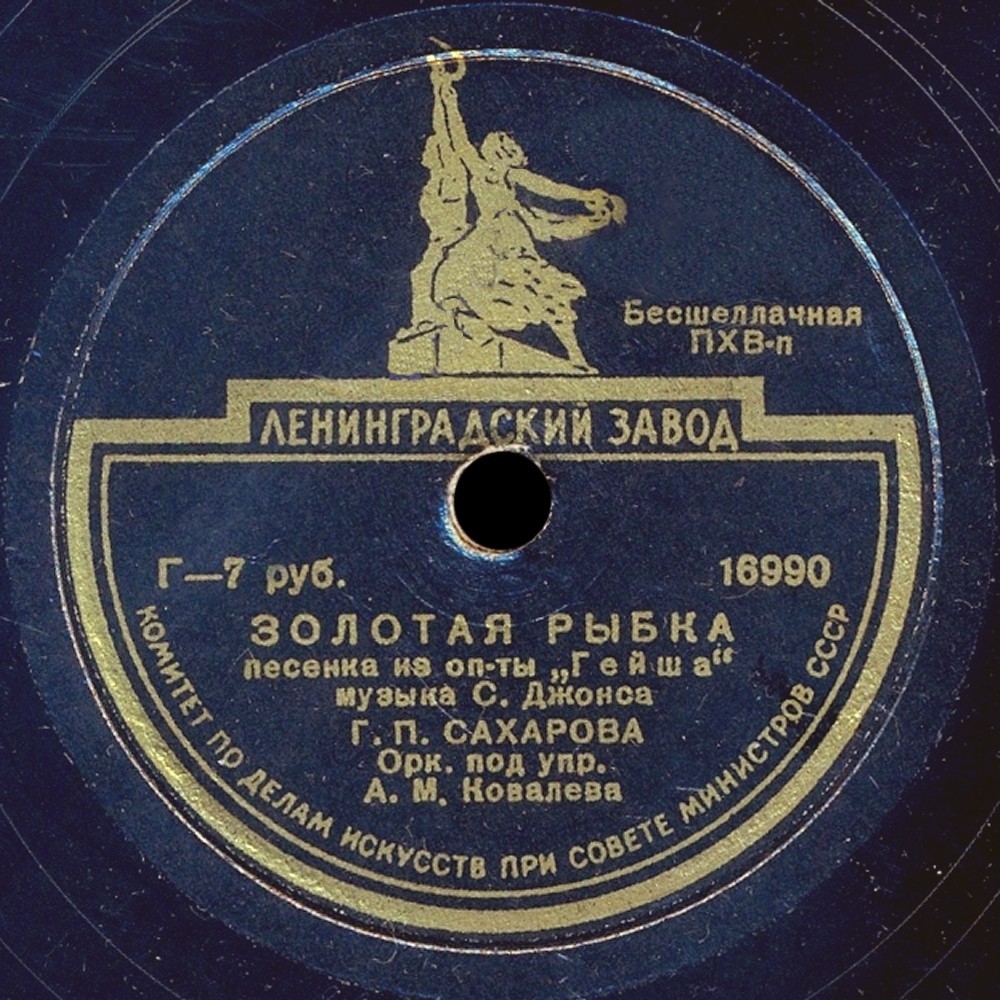 Бесшеллачная
ПХВ-п
ЛЕНИНГРАДСКИЙ ЗАВОД
Г—7 руб.
16990
ЗОЛОТАЯ РЫБКА
песенка из оп-ты „Гейша“
музыка С. Джонса
Г. П. САХАРОВА
Орк. под упр.
А. М. Ковалева
КОМИТЕТ ПО ДЕЛАМ ИСКУССТВ ПРИ СОВЕТЕ МИНИСТРОВ СССР